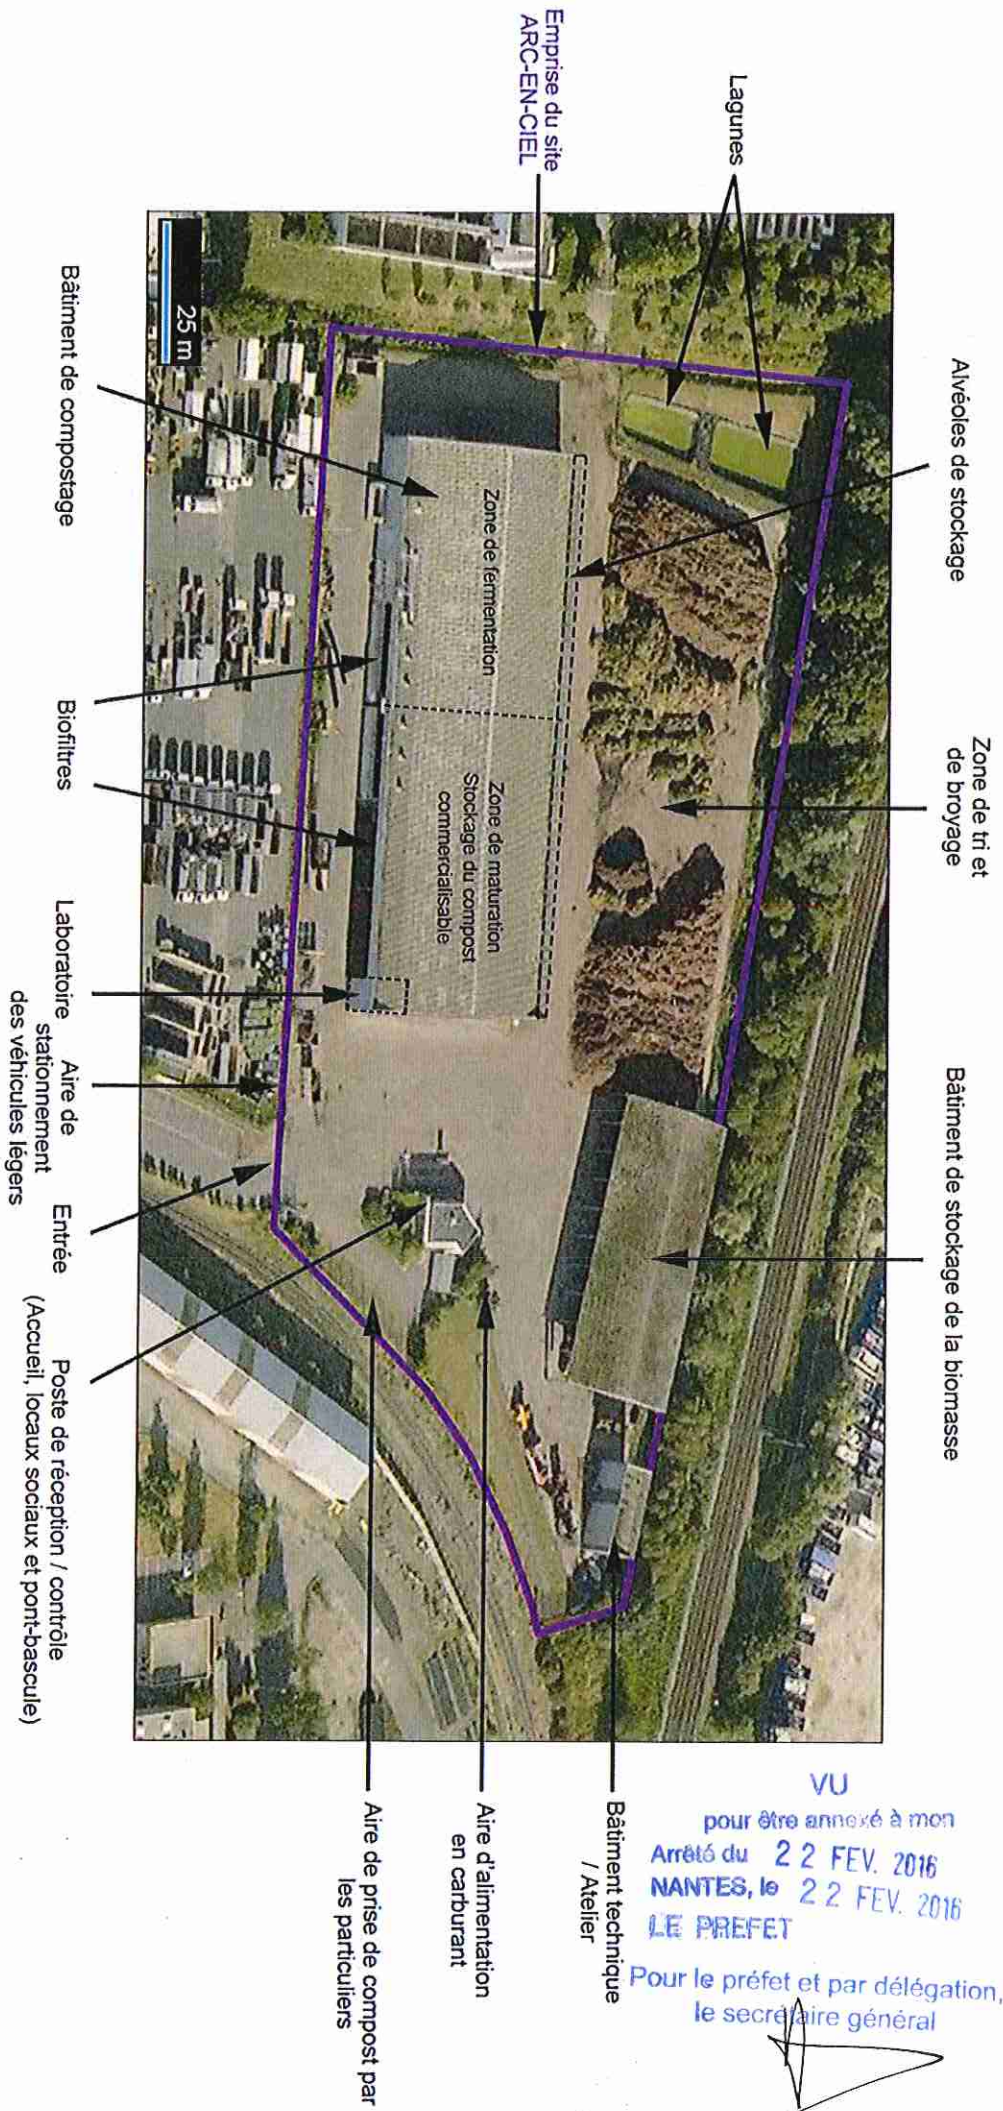 Emprise du site
ARC-EN-CIEL
Lagunes
Alvéoles de stockage
Zone de tri et
de broyage
Bâtiment de stockage de la biomasse
25 m
Zone de fermentation
Zone de maturation
Stockage du compost
commercialisable
Bâtiment de compostage
Biofiltres
Laboratoire
Aire de
stationnement
des véhicules légers
Entrée
Poste de réception / contrôle
(Accueil, locaux sociaux et pont-bascule)
Bâtiment technique
/ Atelier
Aire d'alimentation
en carburant
Aire de prise de compost par
les particuliers
VU
pour être annexé à mon
Arrêté du 22 FEV. 2016
NANTES, le 22 FEV. 2016
LE PREFET
Pour le préfet et par délégation,
le secrétaire général